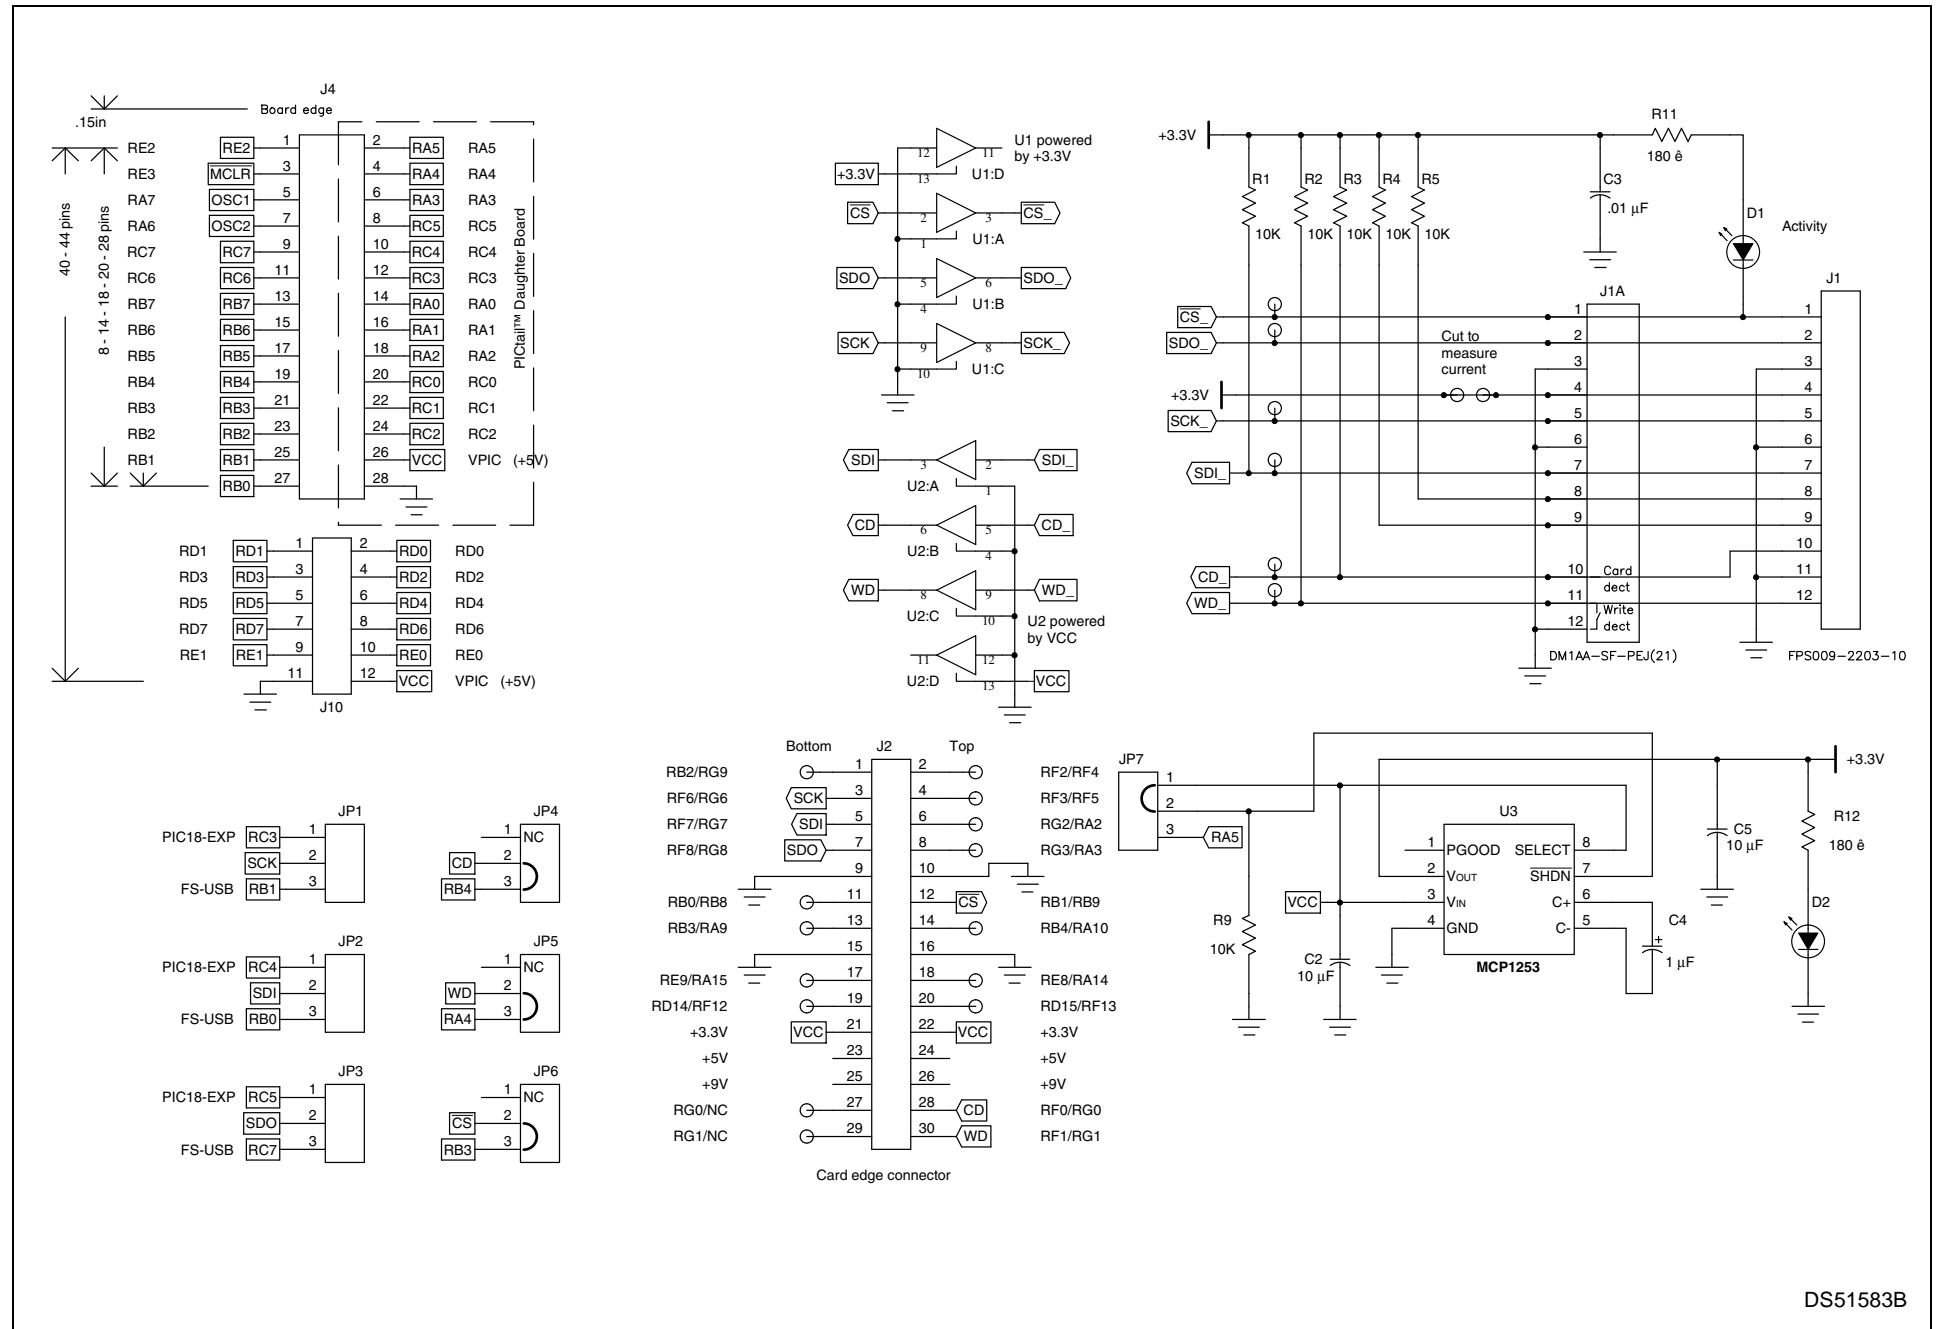 J4
Board edge
.15in
40 - 44 pins
8 - 14 - 18 - 20 - 28 pins
PICtail™ Daughter Board
RE2 RE2 1 2 RA5 RA5
RE3 MCLR 3 4 RA4 RA4
RA7 OSC1 5 6 RA3 RA3
RA6 OSC2 7 8 RC5 RC5
RC7 RC7 9 10 RC4 RC4
RC6 RC6 11 12 RC3 RC3
RB7 RB7 13 14 RA0 RA0
RB6 RB6 15 16 RA1 RA1
RB5 RB5 17 18 RA2 RA2
RB4 RB4 19 20 RC0 RC0
RB3 RB3 21 22 RC1 RC1
RB2 RB2 23 24 RC2 RC2
RB1 RB1 25 26 VCC VPIC (+5V)
RB0 27 28
RD1 RD1 1 2 RD0 RD0
RD3 RD3 3 4 RD2 RD2
RD5 RD5 5 6 RD4 RD4
RD7 RD7 7 8 RD6 RD6
RE1 RE1 9 10 RE0 RE0
11 12 VCC VPIC (+5V)
J10
12 11 U1 powered
by +3.3V
+3.3V 13 U1:D
CS 2 3 CS_
1 U1:A
SDO 5 6 SDO_
4 U1:B
SCK 9 8 SCK_
10 U1:C
SDI 3 2 SDI_
U2:A 1
CD 6 5 CD_
U2:B 4
WD 8 9 WD_
U2:C 10 U2 powered
by VCC
11 12
U2:D 13 VCC
+3.3V
R11
180 ê
R1 R2 R3 R4 R5
10K 10K 10K 10K 10K
C3
.01 µF
D1
Activity
J1A
J1
CS_ 1 1
SDO_ 2 2
Cut to
measure
current
3 3
+3.3V 4 4
SCK_ 5 5
6 6
SDI_ 7 7
8 8
9 9
10
CD_ 10 Card
dect 11
WD_ 11 12
Write
12 dect
DM1AA-SF-PEJ(21)
FPS009-2203-10
JP1
PIC18-EXP RC3 1
SCK 2
FS-USB RB1 3
JP4
1 NC
CD 2
RB4 3
JP2
PIC18-EXP RC4 1
SDI 2
FS-USB RB0 3
JP5
1 NC
WD 2
RA4 3
JP3
PIC18-EXP RC5 1
SDO 2
FS-USB RC7 3
JP6
1 NC
CS 2
RB3 3
Bottom J2 Top
RB2/RG9 1 2 RF2/RF4
RF6/RG6 SCK 3 4 RF3/RF5
RF7/RG7 SDI 5 6 RG2/RA2
RF8/RG8 SDO 7 8 RG3/RA3
9 10
RB0/RB8 11 12 CS RB1/RB9
RB3/RA9 13 14 RB4/RA10
15 16
RE9/RA15 17 18 RE8/RA14
RD14/RF12 19 20 RD15/RF13
+3.3V VCC 21 22 VCC +3.3V
+5V 23 24 +5V
+9V 25 26 +9V
RG0/NC 27 28 CD RF0/RG0
RG1/NC 29 30 WD RF1/RG1
Card edge connector
JP7
1
2
3 RA5
R9
10K
VCC
C2
10 µF
U3
1 PGOOD SELECT 8
2 VOUT SHDN 7
3 VIN C+ 6
4 GND C- 5
MCP1253
C4
+
1 µF
C5
10 µF
+3.3V
R12
180 ê
D2
DS51583B